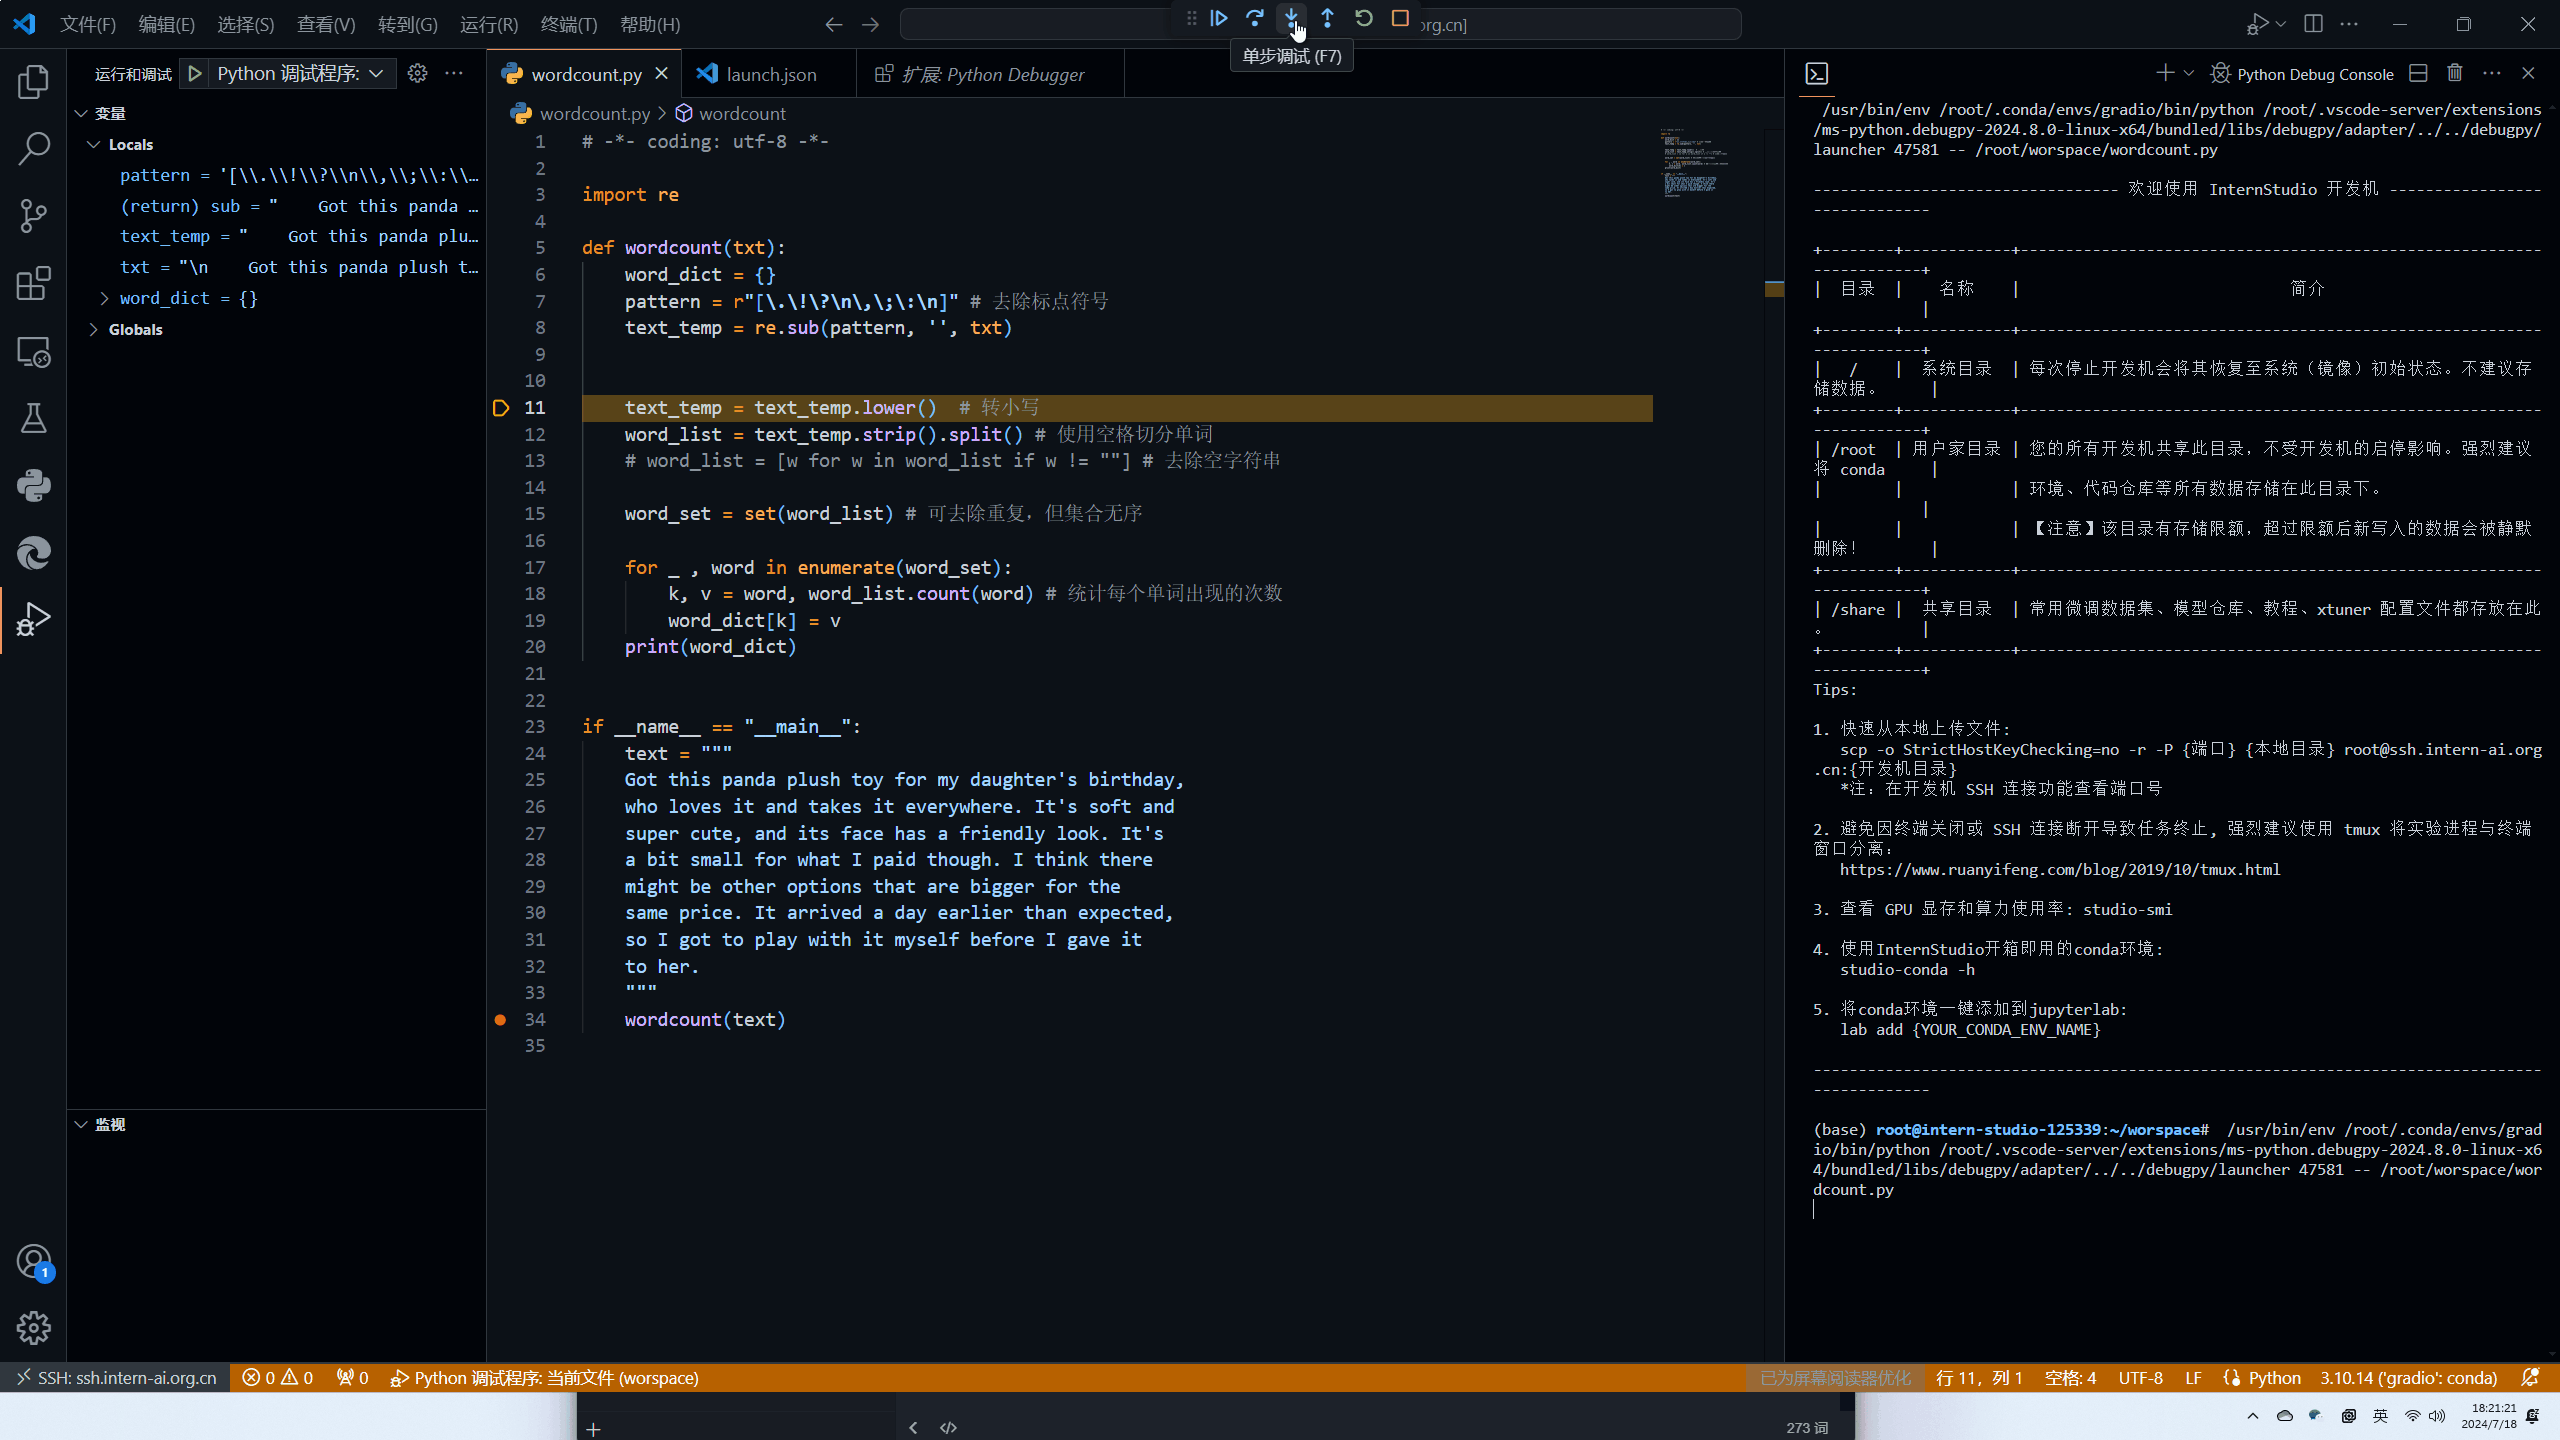 文件(F) 编辑(E) 选择(S) 查看(V) 转到(G) 运行(R) 终端(T) 帮助(H)
org.cn]
单步调试 (F7)
运行和调试 Python 调试程序:
变量
Locals
pattern = '[\\.\\!\\?\\n\\,\\;\\:\\…
(return) sub = "    Got this panda …
text_temp = "    Got this panda plu…
txt = "\n    Got this panda plush t…
word_dict = {}
Globals
监视
wordcount.py
launch.json
扩展: Python Debugger
wordcount.py > wordcount
1 # -*- coding: utf-8 -*-
2
3 import re
4
5 def wordcount(txt):
6     word_dict = {}
7     pattern = r"[\.\!\?\n\,\;\:\n]" # 去除标点符号
8     text_temp = re.sub(pattern, '', txt)
9
10
11     text_temp = text_temp.lower()  # 转小写
12     word_list = text_temp.strip().split() # 使用空格切分单词
13     # word_list = [w for w in word_list if w != ""] # 去除空字符串
14
15     word_set = set(word_list) # 可去除重复，但集合无序
16
17     for _ , word in enumerate(word_set):
18         k, v = word, word_list.count(word) # 统计每个单词出现的次数
19         word_dict[k] = v
20     print(word_dict)
21
22
23 if __name__ == "__main__":
24     text = """
25     Got this panda plush toy for my daughter's birthday,
26     who loves it and takes it everywhere. It's soft and
27     super cute, and its face has a friendly look. It's
28     a bit small for what I paid though. I think there
29     might be other options that are bigger for the
30     same price. It arrived a day earlier than expected,
31     so I got to play with it myself before I gave it
32     to her.
33     """
34     wordcount(text)
35
Python Debug Console
/usr/bin/env /root/.conda/envs/gradio/bin/python /root/.vscode-server/extensions
/ms-python.debugpy-2024.8.0-linux-x64/bundled/libs/debugpy/adapter/../../debugpy/
launcher 47581 -- /root/worspace/wordcount.py
---------------------------------- 欢迎使用 InternStudio 开发机 -----------------
-------------
+--------+------------+----------------------------------------------------------
------------+
|  目录  |    名称    |                              简介
            |
+--------+------------+----------------------------------------------------------
------------+
|   /    |  系统目录  | 每次停止开发机会将其恢复至系统（镜像）初始状态。不建议存
储数据。      |
+--------+------------+----------------------------------------------------------
------------+
| /root  | 用户家目录 | 您的所有开发机共享此目录，不受开发机的启停影响。强烈建议
将 conda     |
|        |            | 环境、代码仓库等所有数据存储在此目录下。
            |
|        |            | 【注意】该目录有存储限额，超过限额后新写入的数据会被静默
删除！        |
+--------+------------+----------------------------------------------------------
------------+
| /share |  共享目录  | 常用微调数据集、模型仓库、教程、xtuner 配置文件都存放在此
。           |
+--------+------------+----------------------------------------------------------
------------+
Tips:
1. 快速从本地上传文件:
   scp -o StrictHostKeyChecking=no -r -P {端口} {本地目录} root@ssh.intern-ai.org
.cn:{开发机目录}
   *注: 在开发机 SSH 连接功能查看端口号
2. 避免因终端关闭或 SSH 连接断开导致任务终止, 强烈建议使用 tmux 将实验进程与终端
窗口分离:
   https://www.ruanyifeng.com/blog/2019/10/tmux.html
3. 查看 GPU 显存和算力使用率: studio-smi
4. 使用InternStudio开箱即用的conda环境:
   studio-conda -h
5. 将conda环境一键添加到jupyterlab:
   lab add {YOUR_CONDA_ENV_NAME}
---------------------------------------------------------------------------------
-------------
(base) root@intern-studio-125339:~/worspace#  /usr/bin/env /root/.conda/envs/grad
io/bin/python /root/.vscode-server/extensions/ms-python.debugpy-2024.8.0-linux-x6
4/bundled/libs/debugpy/adapter/../../debugpy/launcher 47581 -- /root/worspace/wor
dcount.py
1
SSH: ssh.intern-ai.org.cn 0 0 0 Python 调试程序: 当前文件 (worspace) 已为屏幕阅读器优化 行 11，列 1 空格: 4 UTF-8 LF Python 3.10.14 ('gradio': conda)
273 词
英
18:21:21
2024/7/18